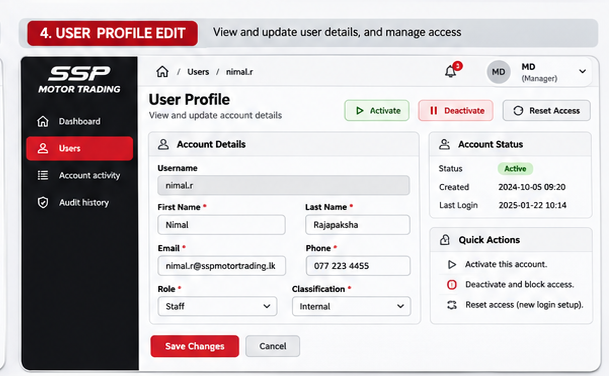 4. USER PROFILE EDIT
View and update user details, and manage access
SSP
MOTOR TRADING
Dashboard
Users
Account activity
Audit history
/ Users / nimal.r
3
MD
MD
(Manager)
User Profile
View and update account details
Activate
Deactivate
Reset Access
Account Details
Username
nimal.r
First Name *
Last Name *
Nimal
Rajapaksha
Email *
Phone *
nimal.r@sspmotortrading.lk
077 223 4455
Role *
Classification *
Staff
Internal
Save Changes
Cancel
Account Status
Status Active
Created 2024-10-05 09:20
Last Login 2025-01-22 10:14
Quick Actions
Activate this account.
Deactivate and block access.
Reset access (new login setup).